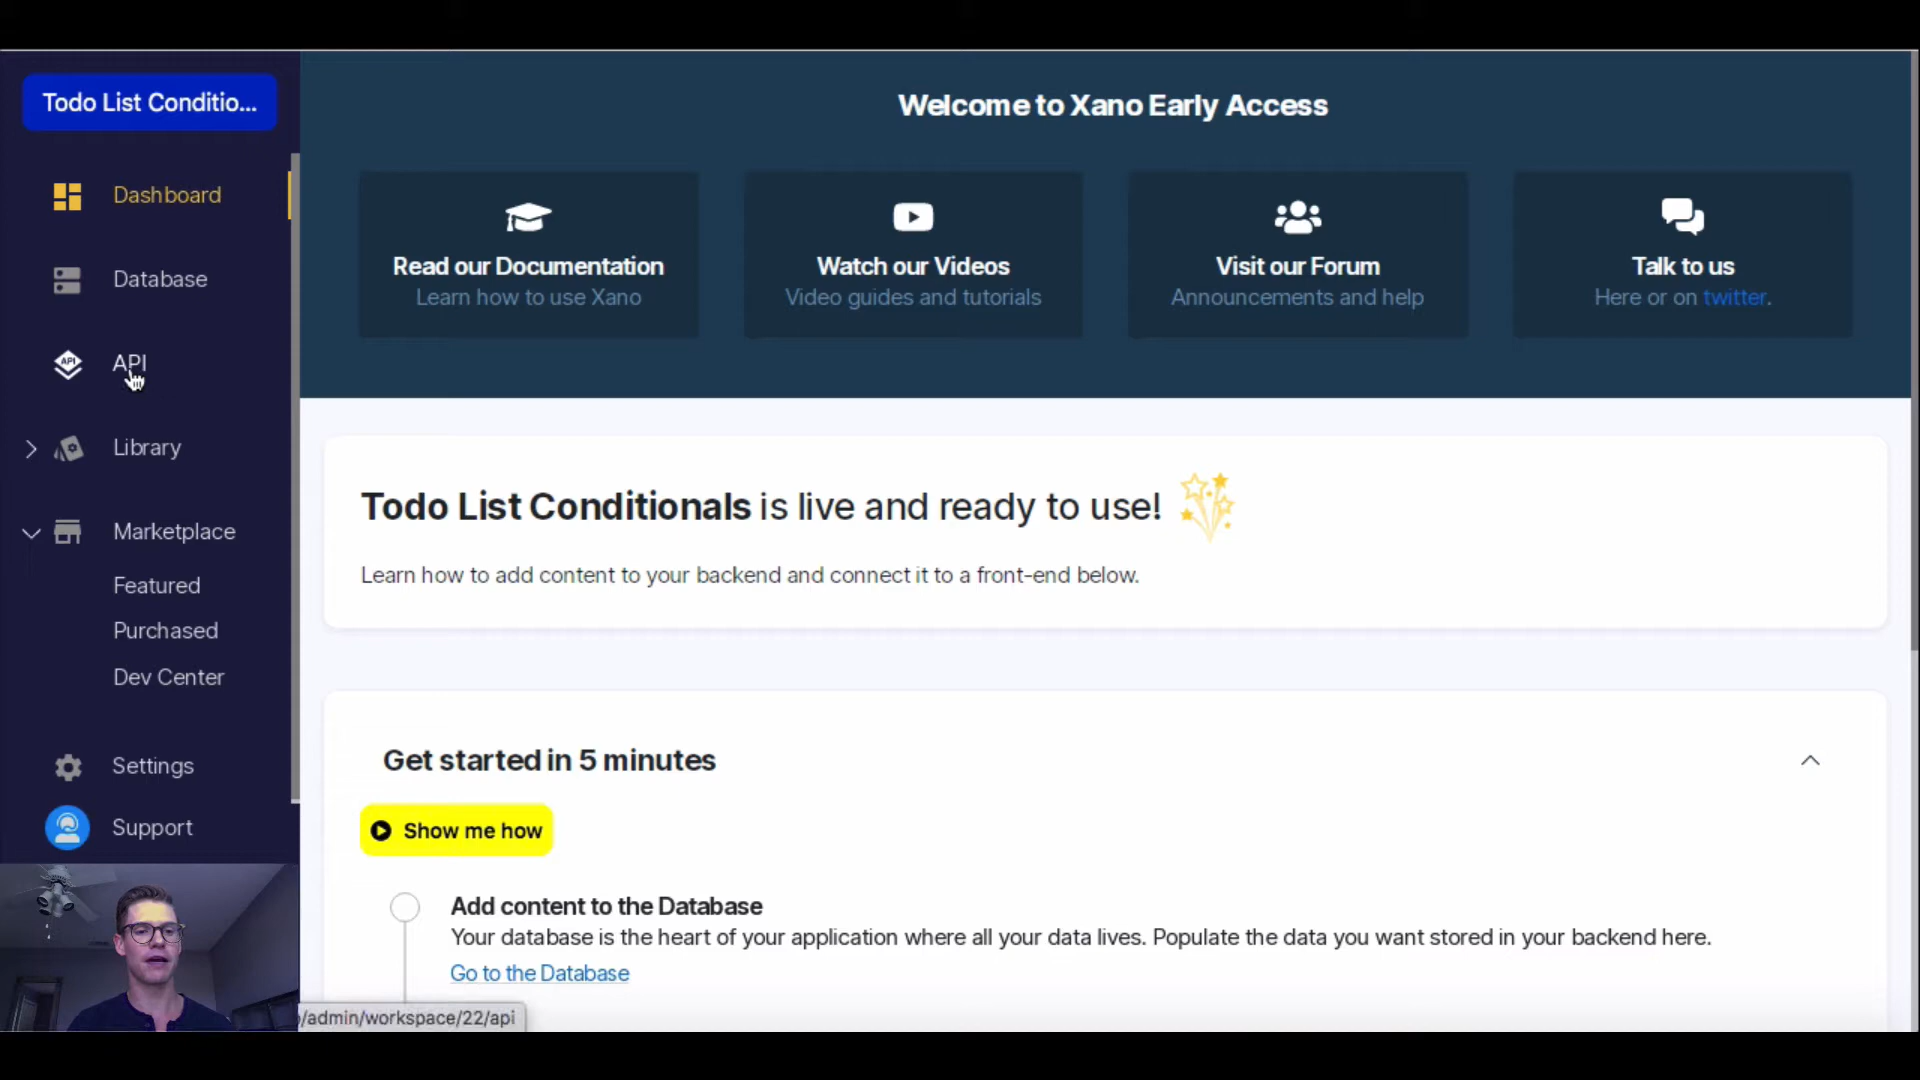 Todo List Conditio...
Dashboard
Database
API
API
Library
Marketplace
Featured
Purchased
Dev Center
Settings
Support
Welcome to Xano Early Access
Read our Documentation
Learn how to use Xano
Watch our Videos
Video guides and tutorials
Visit our Forum
Announcements and help
Talk to us
Here or on twitter.
Todo List Conditionals is live and ready to use!
Learn how to add content to your backend and connect it to a front-end below.
Get started in 5 minutes
Show me how
Add content to the Database
Your database is the heart of your application where all your data lives. Populate the data you want stored in your backend here.
Go to the Database
/admin/workspace/22/api